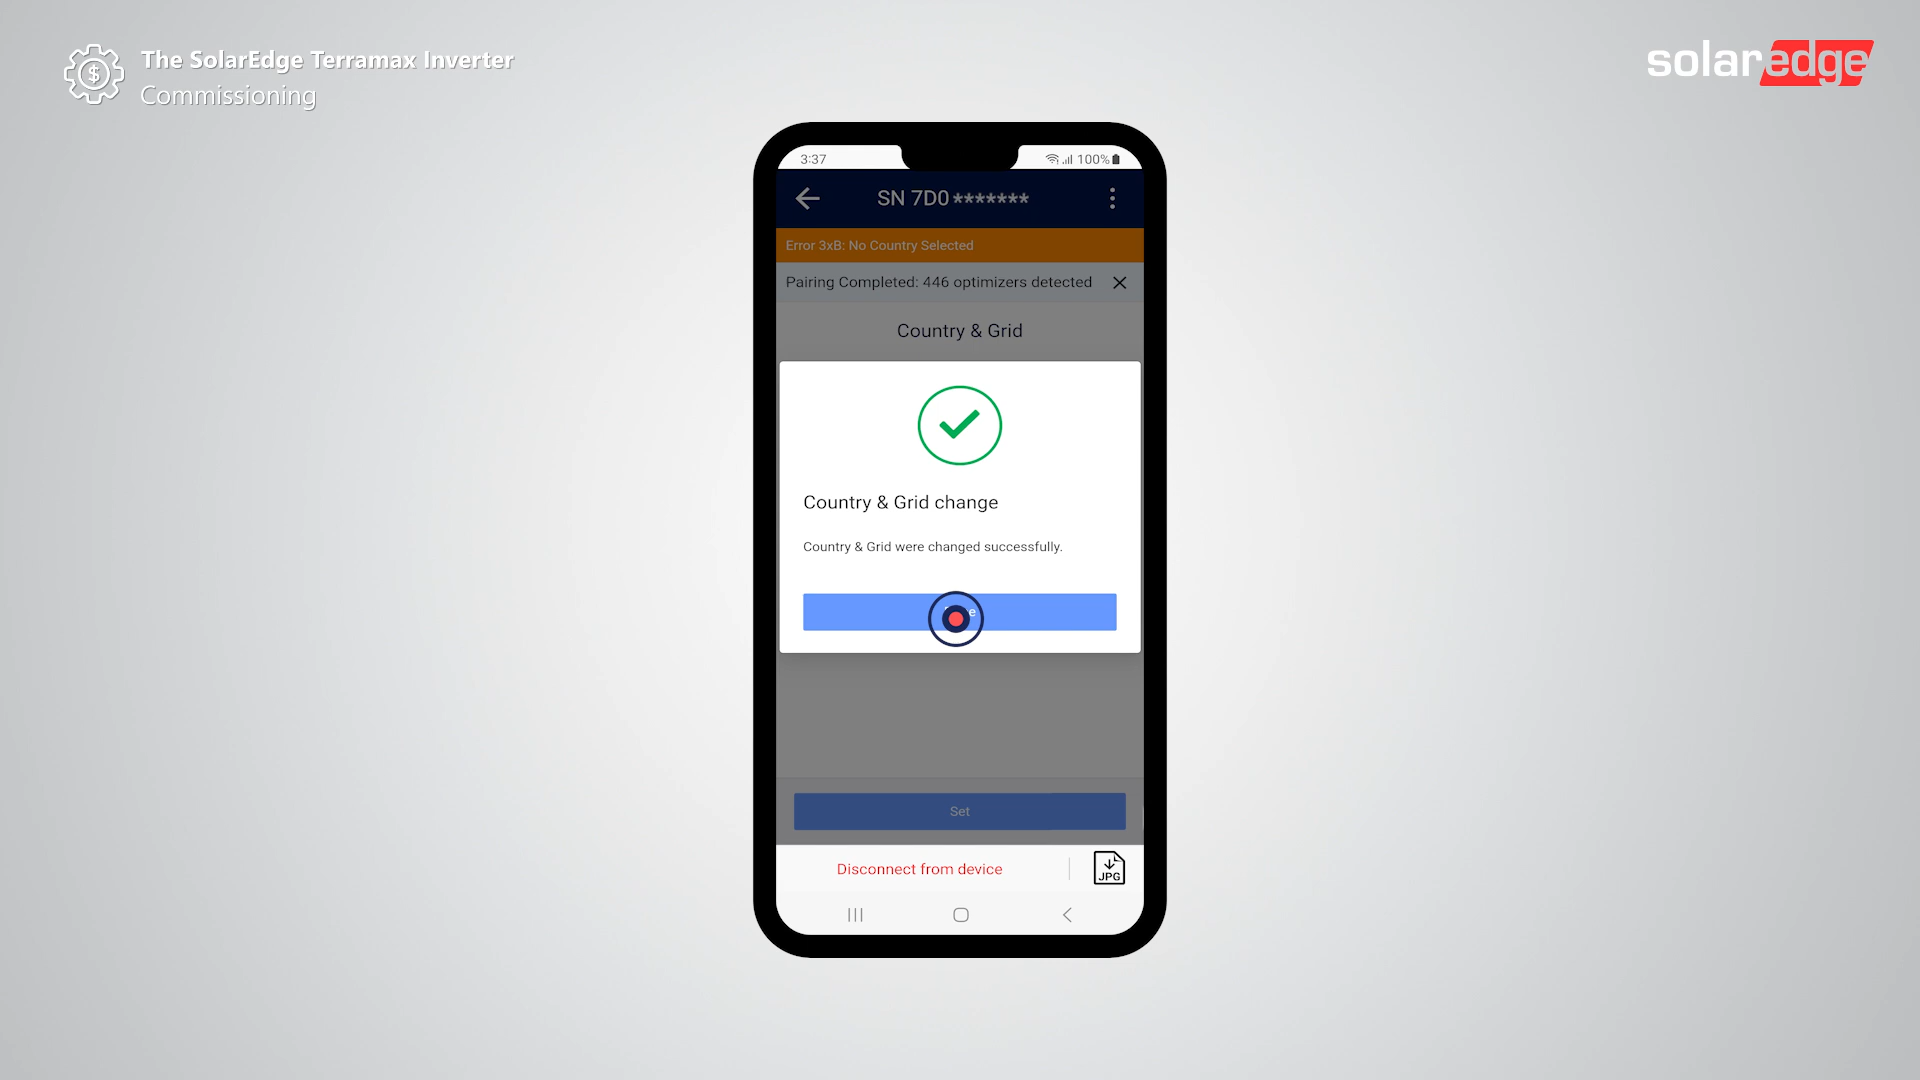 The SolarEdge Terramax Inverter
Commissioning
solaredge
3:37
100%
SN 7D0*******
Error 3xB: No Country Selected
Pairing Completed: 446 optimizers detected
Country & Grid
Country & Grid change
Country & Grid were changed successfully.
Set
Disconnect from device
JPG